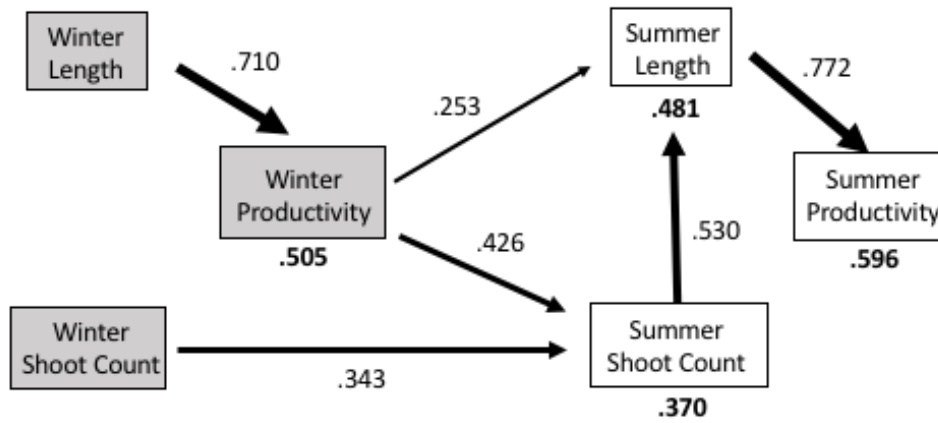 Winter
Length
.710
Summer
Length
.481
.772
.253
Winter
Productivity
.505
.426
.530
Summer
Productivity
.596
Winter
Shoot Count
.343
Summer
Shoot Count
.370